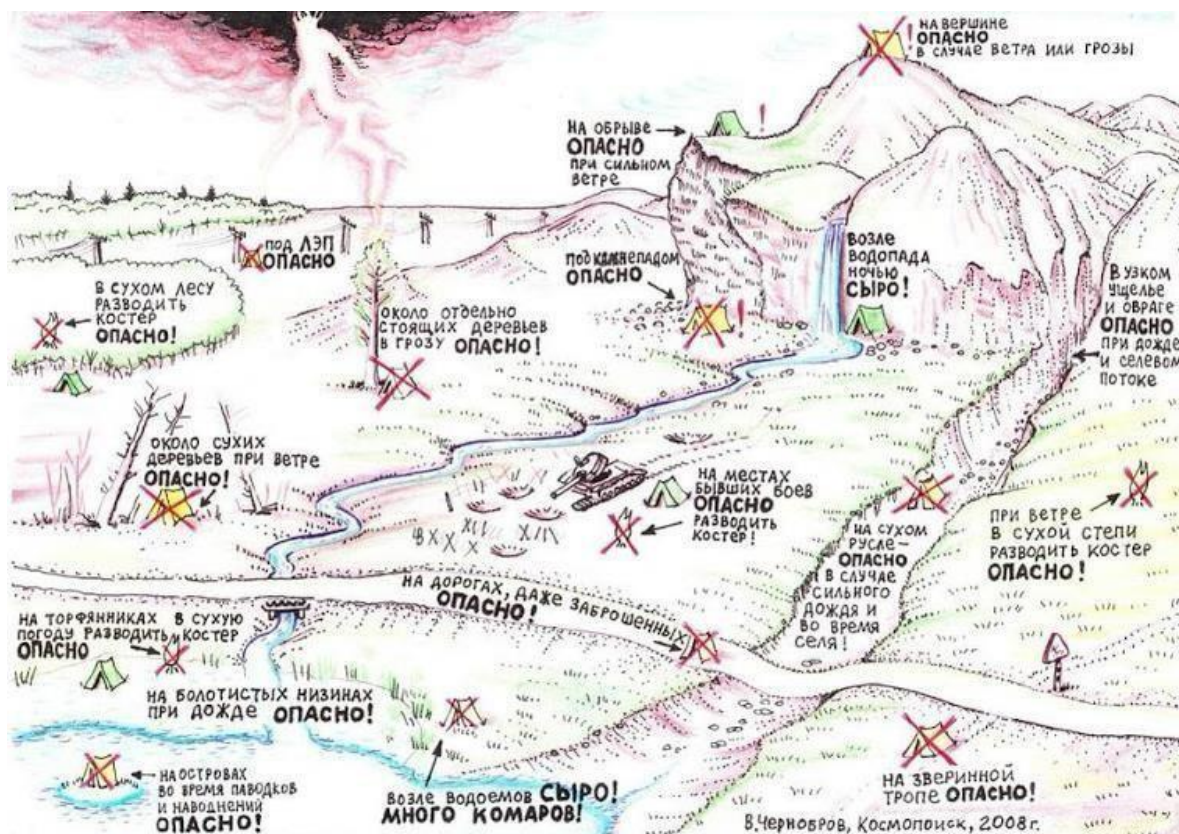 НА ВЕРШИНЕ
ОПАСНО
В СЛУЧАЕ ВЕТРА ИЛИ ГРОЗЫ
НА ОБРЫВЕ
ОПАСНО
ПРИ СИЛЬНОМ
ВЕТРЕ
ПОД ЛЭП
ОПАСНО
ПОД КАМНЕПАДОМ
ОПАСНО
ВОЗЛЕ
ВОДОПАДА
НОЧЬЮ
СЫРО!
В УЗКОМ
УЩЕЛЬЕ
И ОВРАГЕ
ОПАСНО
ПРИ ДОЖДЕ
И СЕЛЕВОМ
ПОТОКЕ
В СУХОМ ЛЕСУ
РАЗВОДИТЬ
КОСТЕР
ОПАСНО!
ОКОЛО ОТДЕЛЬНО
СТОЯЩИХ ДЕРЕВЬЕВ
В ГРОЗУ ОПАСНО!
ОКОЛО СУХИХ
ДЕРЕВЬЕВ ПРИ ВЕТРЕ
ОПАСНО!
НА МЕСТАХ
БЫВШИХ БОЕВ
ОПАСНО
РАЗВОДИТЬ
КОСТЕР!
НА СУХОМ
РУСЛЕ-
ОПАСНО
В СЛУЧАЕ
СИЛЬНОГО
ДОЖДЯ И
ВО ВРЕМЯ
СЕЛЯ!
ПРИ ВЕТРЕ
В СУХОЙ СТЕПИ
РАЗВОДИТЬ КОСТЕР
ОПАСНО!
НА ДОРОГАХ, ДАЖЕ ЗАБРОШЕННЫХ
ОПАСНО!
НА ТОРФЯННИКАХ В СУХУЮ
ПОГОДУ РАЗВОДИТЬ КОСТЕР
ОПАСНО
НА БОЛОТИСТЫХ НИЗИНАХ
ПРИ ДОЖДЕ ОПАСНО!
НА ОСТРОВАХ
ВО ВРЕМЯ ПАВОДКОВ
И НАВОДНЕНИЙ
ОПАСНО!
ВОЗЛЕ ВОДОЕМОВ СЫРО!
МНОГО КОМАРОВ!
НА ЗВЕРИННОЙ
ТРОПЕ ОПАСНО!
В.ЧЕРНОБРОВ, КОСМОПОИСК, 2008г.